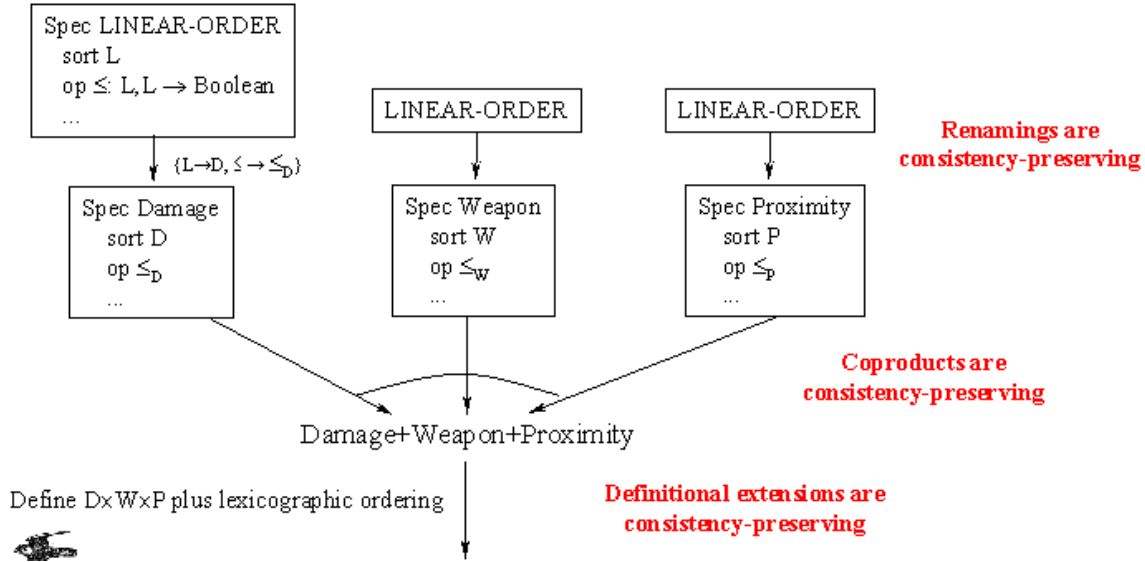 Spec LINEAR-ORDER
sort L
op ≤: L, L → Boolean
...
LINEAR-ORDER
LINEAR-ORDER
Renamings are
consistency-preserving
{L→D, ≤ → ≤D}
Spec Damage
sort D
op ≤D
...
Spec Weapon
sort W
op ≤W
...
Spec Proximity
sort P
op ≤P
...
Coproducts are
consistency-preserving
Damage+Weapon+Proximity
Define D×W×P plus lexicographic ordering
Definitional extensions are
consistency-preserving